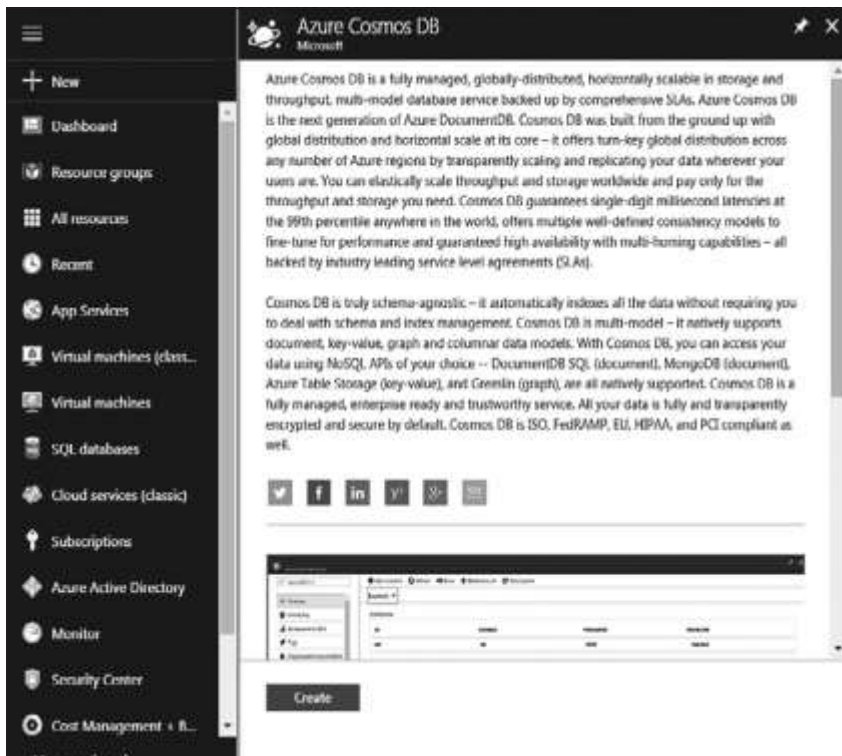 Azure Cosmos DB
Microsoft
New
Dashboard
Resource groups
All resources
Recent
App Services
Virtual machines (class...
Virtual machines
SQL databases
Cloud services (classic)
Subscriptions
Azure Active Directory
Monitor
Security Center
Cost Management + B...
Azure Cosmos DB is a fully managed, globally-distributed, horizontally scalable in storage and
throughput, multi-model database service backed up by comprehensive SLAs. Azure Cosmos DB
is the next generation of Azure DocumentDB. Cosmos DB was built from the ground up with
global distribution and horizontal scale at its core – it offers turn-key global distribution across
any number of Azure regions by transparently scaling and replicating your data wherever your
users are. You can elastically scale throughput and storage worldwide and pay only for the
throughput and storage you need. Cosmos DB guarantees single-digit millisecond latencies at
the 99th percentile anywhere in the world, offers multiple well-defined consistency models to
fine-tune for performance and guaranteed high availability with multi-homing capabilities – all
backed by industry leading service level agreements (SLAs).
Cosmos DB is truly schema-agnostic – it automatically indexes all the data without requiring you
to deal with schema and index management. Cosmos DB is multi-model – it natively supports
document, key-value, graph and columnar data models. With Cosmos DB, you can access your
data using NoSQL APIs of your choice -- DocumentDB SQL (document), MongoDB (document),
Azure Table Storage (key-value), and Gremlin (graph), are all natively supported. Cosmos DB is a
fully managed, enterprise ready and trustworthy service. All your data is fully and transparently
encrypted and secure by default. Cosmos DB is ISO, FedRAMP, EU, HIPAA, and PCI compliant as
well.
Create